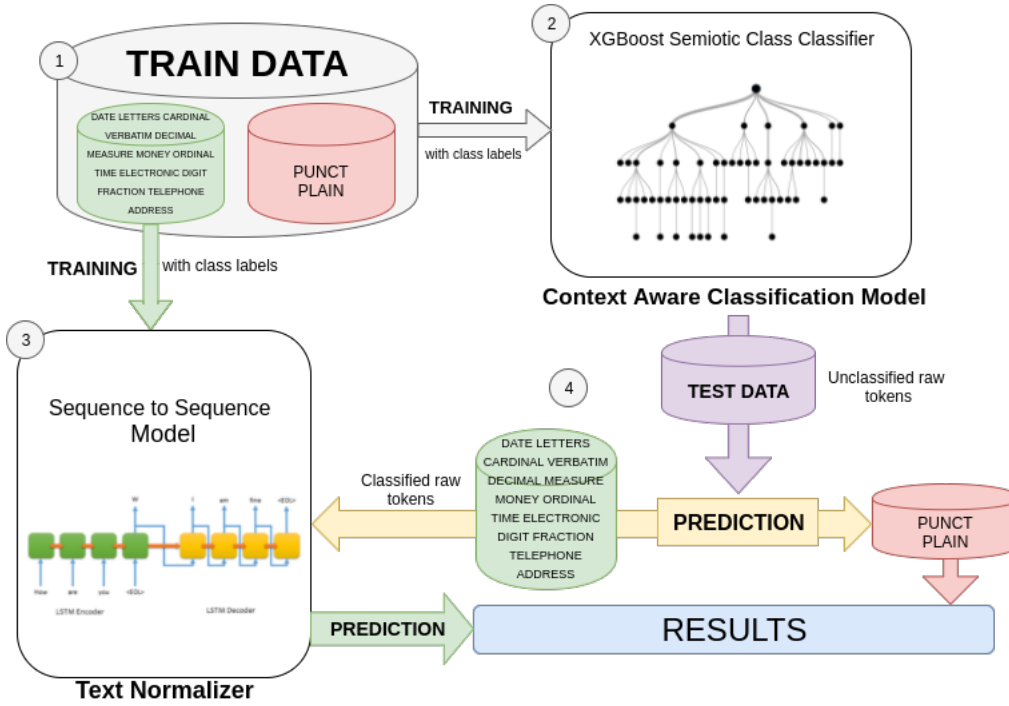 1
TRAIN DATA
DATE LETTERS CARDINAL
VERBATIM DECIMAL
MEASURE MONEY ORDINAL
TIME ELECTRONIC DIGIT
FRACTION TELEPHONE
ADDRESS
PUNCT
PLAIN
TRAINING
with class labels
2
XGBoost Semiotic Class Classifier
Context Aware Classification Model
TRAINING
with class labels
3
Sequence to Sequence
Model
W
I
am
fine
<EOL>
How
are
you
<EOL>
LSTM Encoder
LSTM Decoder
Text Normalizer
TEST DATA
Unclassified raw
tokens
4
DATE LETTERS
CARDINAL VERBATIM
DECIMAL MEASURE
MONEY ORDINAL
TIME ELECTRONIC
DIGIT FRACTION
TELEPHONE
ADDRESS
Classified raw
tokens
PREDICTION
PUNCT
PLAIN
PREDICTION
RESULTS